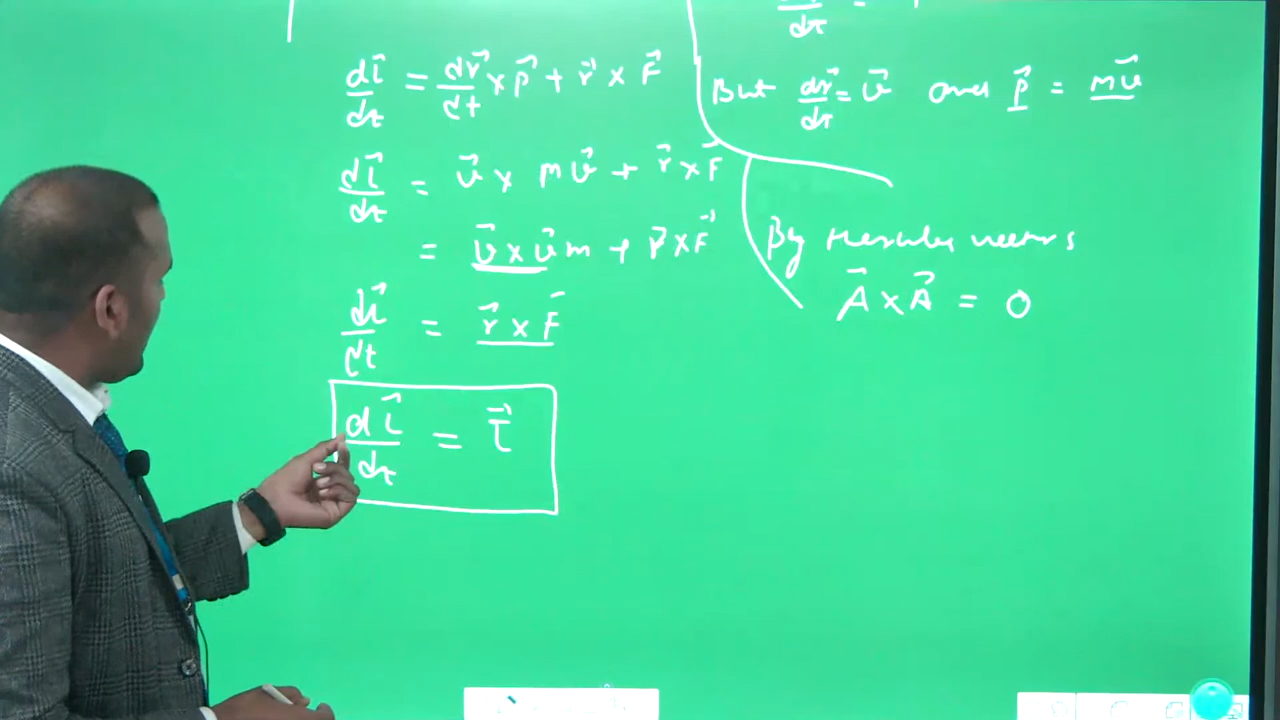 dl⃗/dt = dr⃗/dt × p⃗ + r⃗ × F⃗
dl⃗/dt = v⃗ × mv⃗ + r⃗ × F⃗
= v⃗ × v⃗ m + r⃗ × F⃗
dl⃗/dt = r⃗ × F⃗
dl⃗/dt = τ⃗
But dr⃗/dt = v⃗ and p⃗ = mv⃗
By
A⃗ × A⃗ = 0